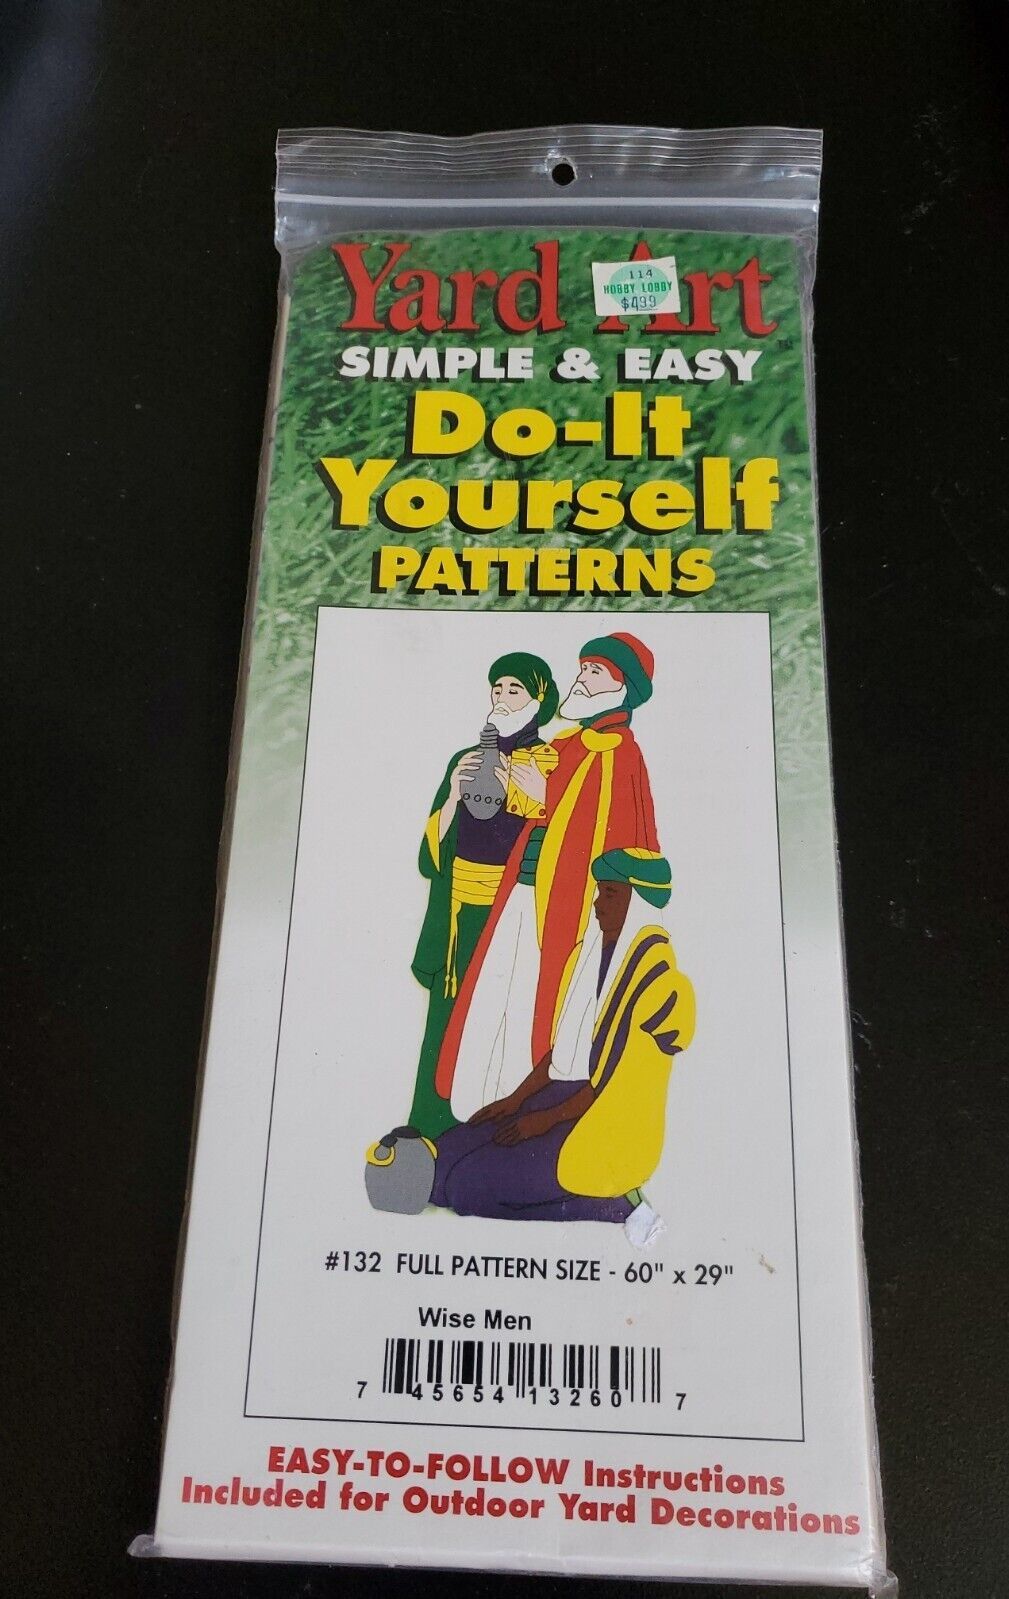 Yard Art™
114
HOBBY LOBBY
$4.99
SIMPLE & EASY
Do-It
Yourself
PATTERNS
#132 FULL PATTERN SIZE - 60" x 29"
Wise Men
7 45654 13260 7
EASY-TO-FOLLOW Instructions
Included for Outdoor Yard Decorations